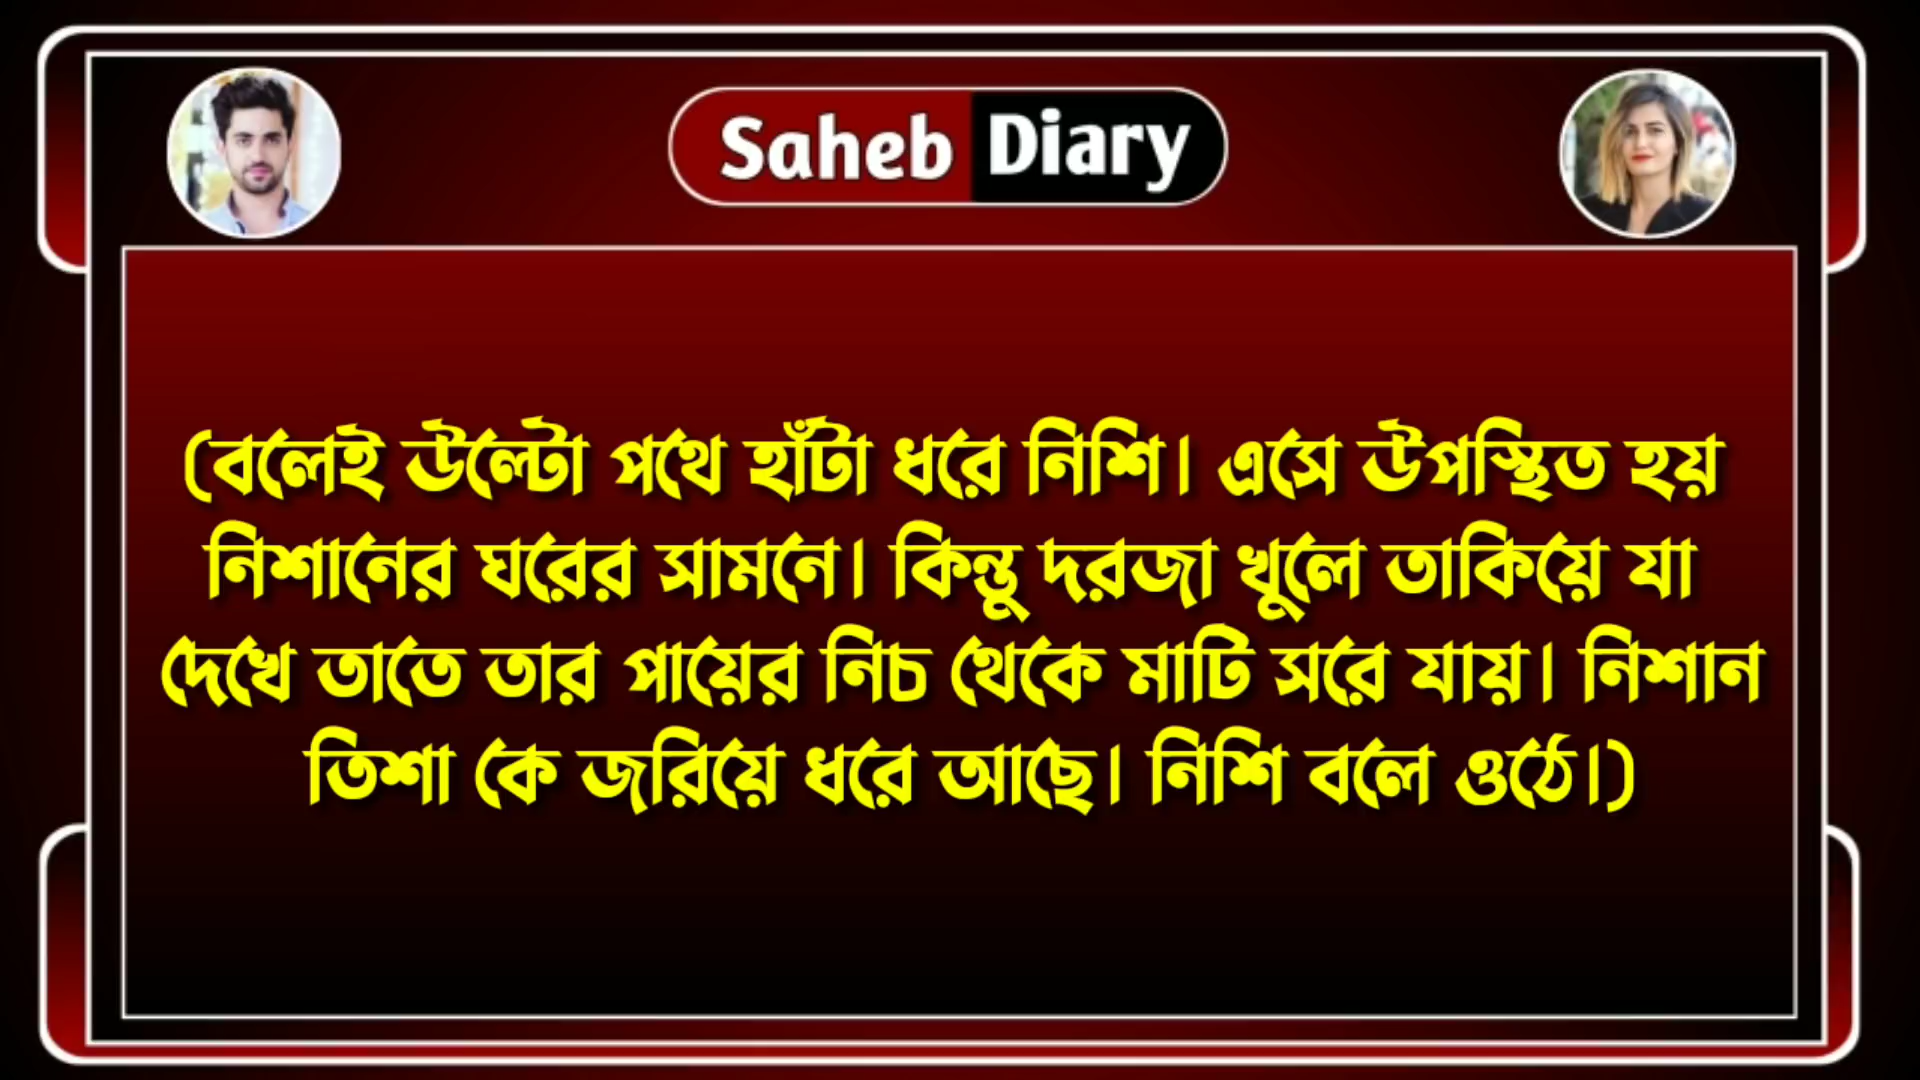 Saheb Diary
(বলেই উল্টো পথে হাঁটা ধরে নিশি। এসে উপস্থিত হয়
নিশানের ঘরের সামনে। কিন্তু দরজা খুলে তাকিয়ে যা
দেখে তাতে তার পায়ের নিচ থেকে মাটি সরে যায়। নিশান
তিশা কে জরিয়ে ধরে আছে। নিশি বলে ওঠে।)